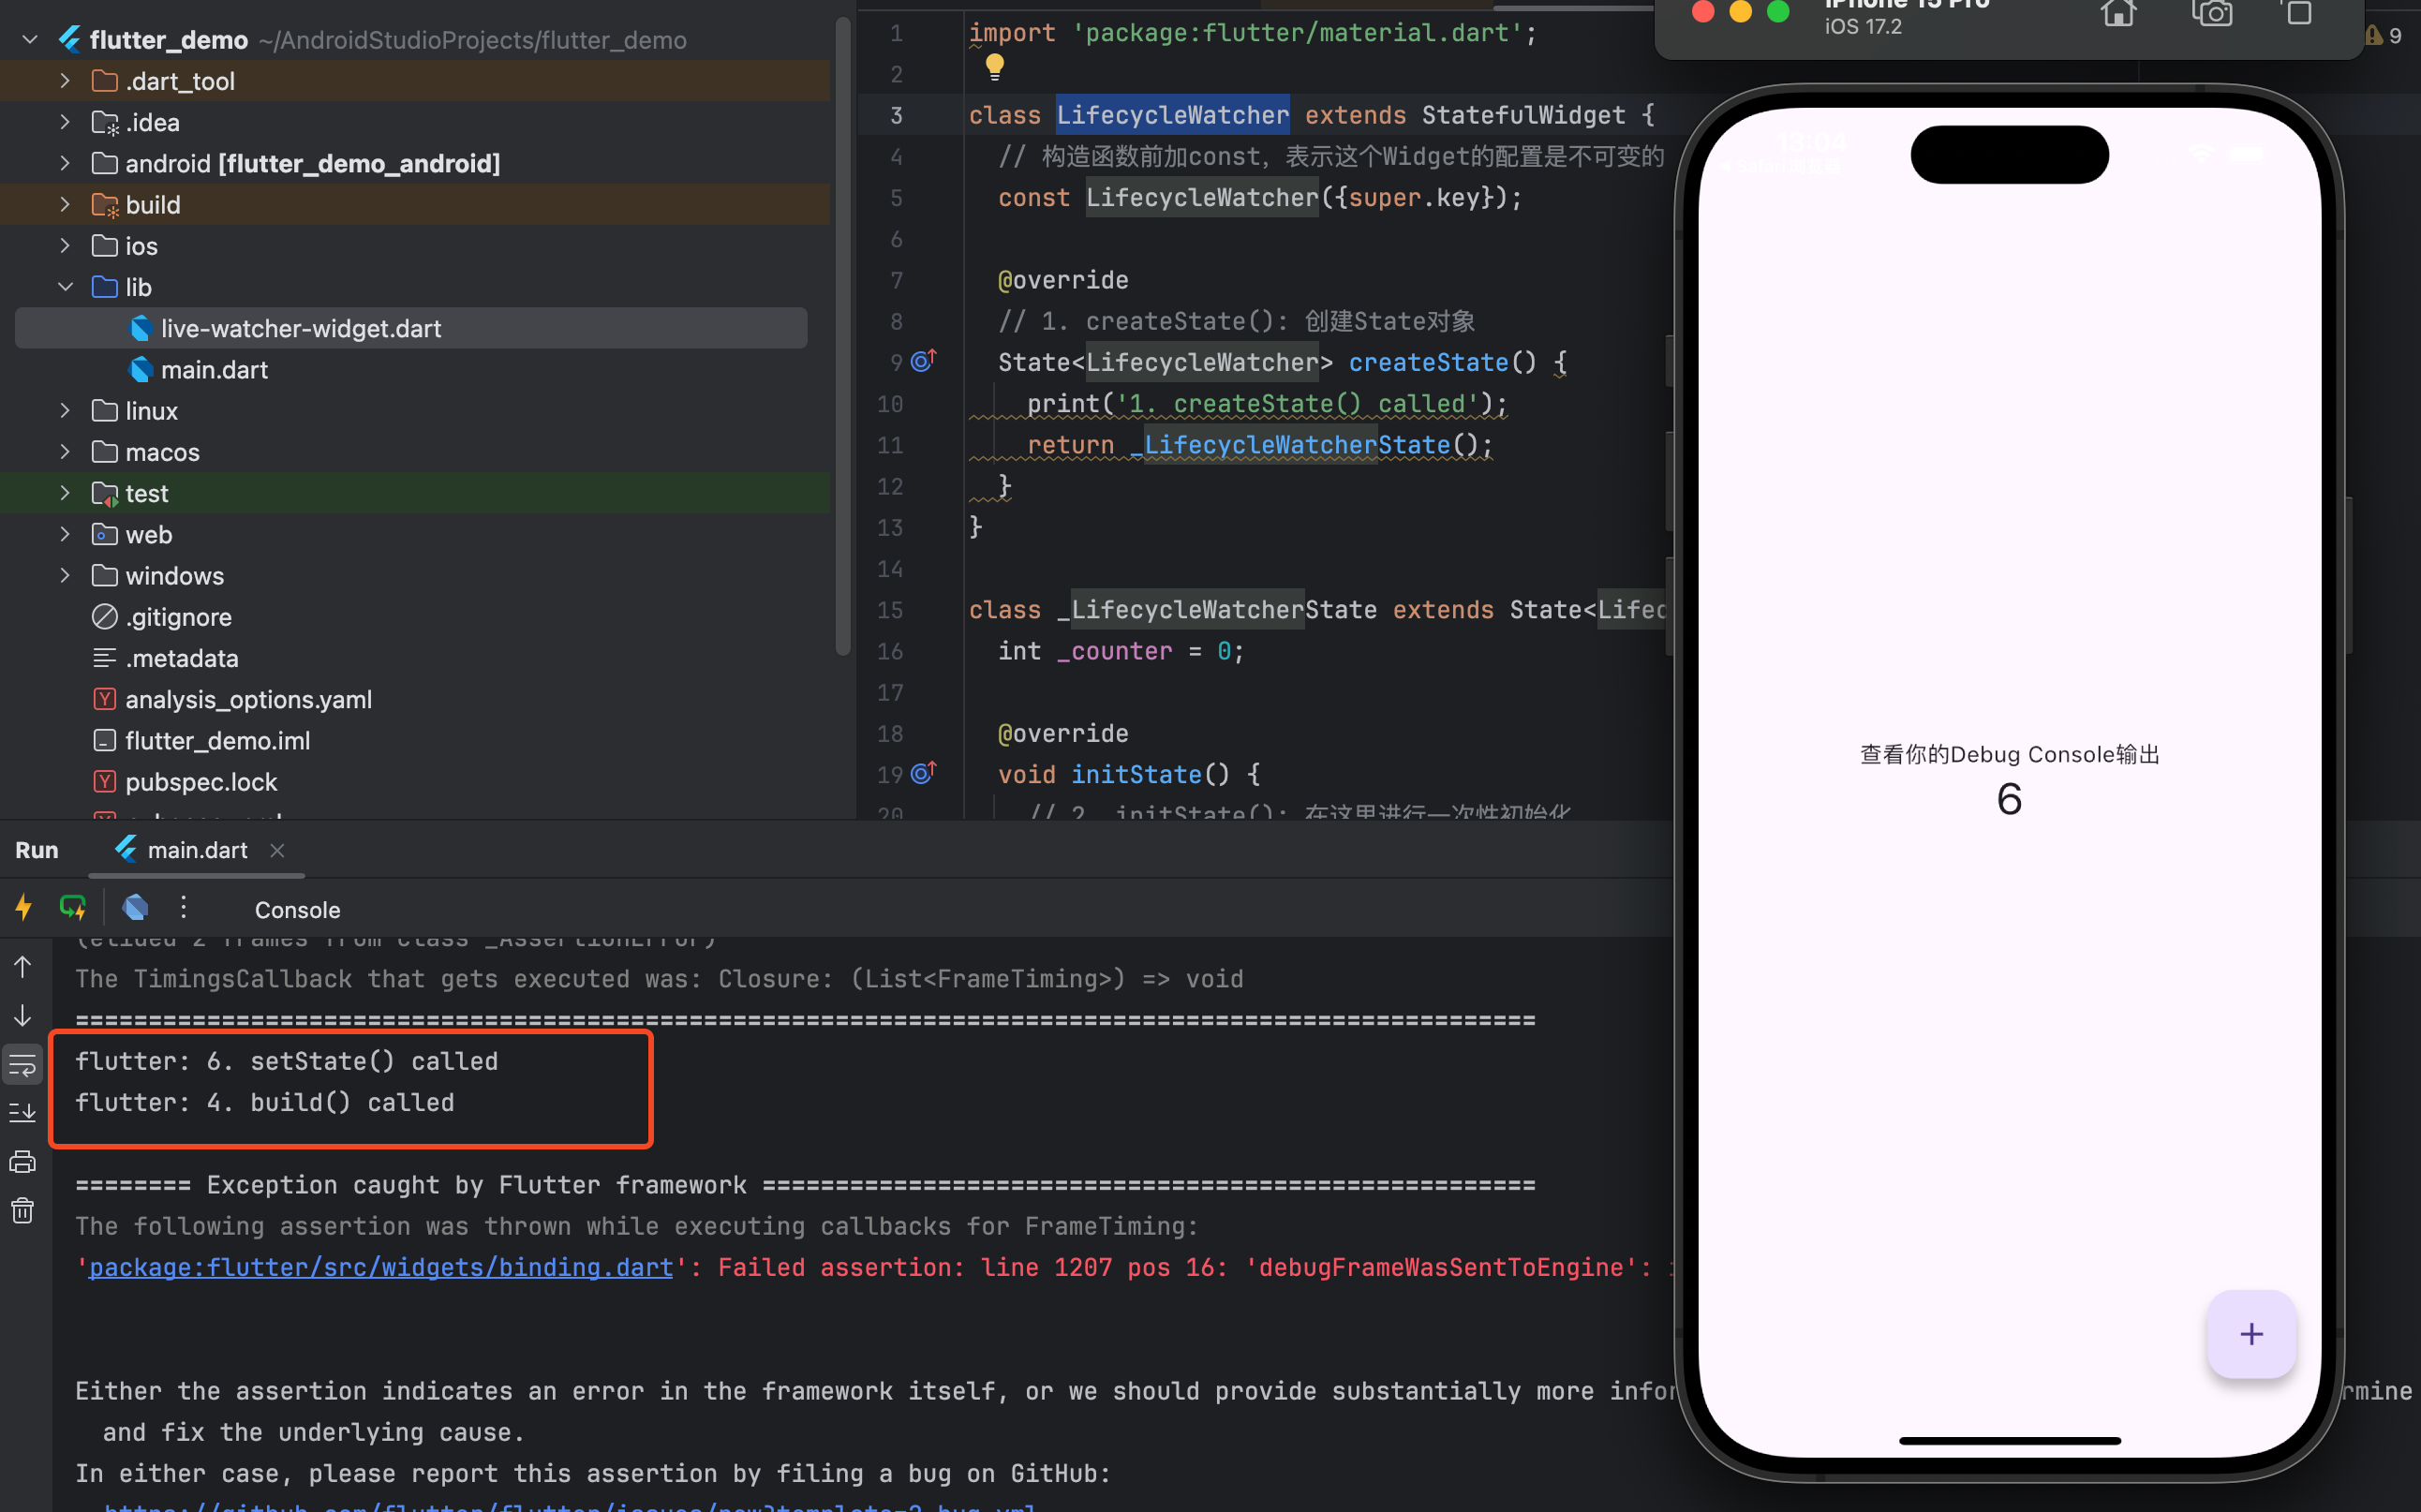 flutter_demo ~/AndroidStudioProjects/flutter_demo
.dart_tool
.idea
android [flutter_demo_android]
build
ios
lib
live-watcher-widget.dart
main.dart
linux
macos
test
web
windows
.gitignore
.metadata
analysis_options.yaml
flutter_demo.iml
pubspec.lock
1 import 'package:flutter/material.dart';
2
3 class LifecycleWatcher extends StatefulWidget {
4 // 构造函数前加const，表示这个Widget的配置是不可变的
5 const LifecycleWatcher({super.key});
6
7 @override
8 // 1. createState(): 创建State对象
9 State<LifecycleWatcher> createState() {
10 print('1. createState() called');
11 return _LifecycleWatcherState();
12 }
13 }
14
15 class _LifecycleWatcherState extends State<Lifec
16 int _counter = 0;
17
18 @override
19 void initState() {
20 // 2. initState(): 在这里进行一次性初始化
9
iPhone 15 Pro
iOS 17.2
13:04
查看你的Debug Console输出
6
+
Run main.dart
Console
(elided 2 frames from class _AssertionError)
The TimingsCallback that gets executed was: Closure: (List<FrameTiming>) => void
====================================================================================================
flutter: 6. setState() called
flutter: 4. build() called
======== Exception caught by Flutter framework =====================================================
The following assertion was thrown while executing callbacks for FrameTiming:
'package:flutter/src/widgets/binding.dart': Failed assertion: line 1207 pos 16: 'debugFrameWasSentToEngine':
Either the assertion indicates an error in the framework itself, or we should provide substantially more infor rmine
and fix the underlying cause.
In either case, please report this assertion by filing a bug on GitHub:
https://github.com/flutter/flutter/issues/new?template=2_bug.yml